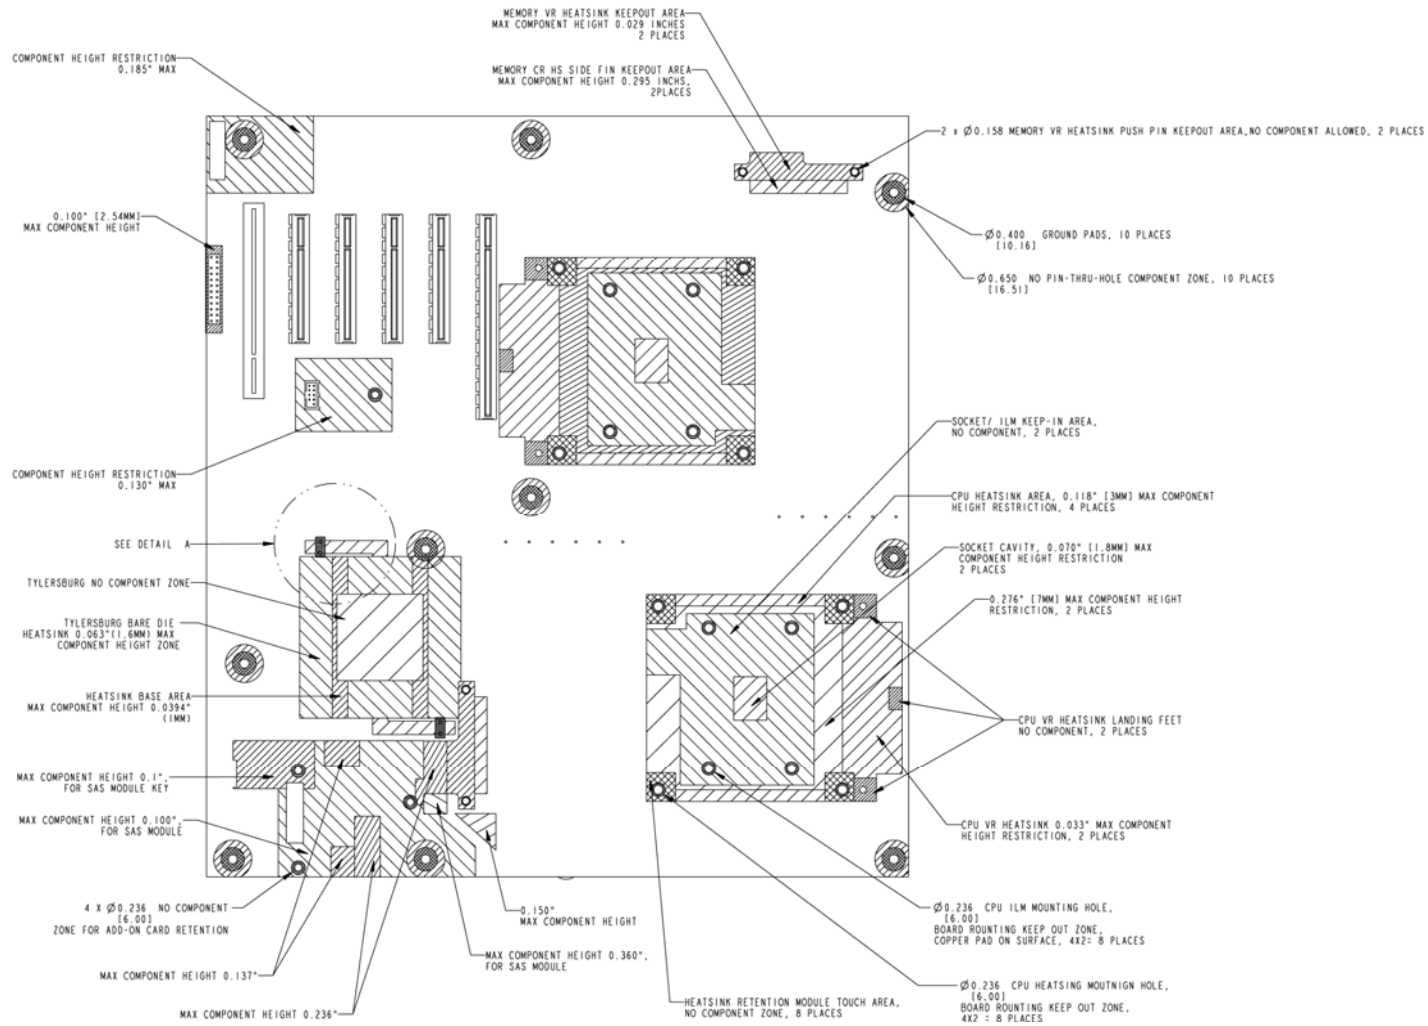 MEMORY VR HEATSINK KEEPOUT AREA
MAX COMPONENT HEIGHT 0.029 INCHES
2 PLACES
COMPONENT HEIGHT RESTRICTION
0.185" MAX
MEMORY CR HS SIDE FIN KEEPOUT AREA
MAX COMPONENT HEIGHT 0.295 INCHS,
2PLACES
2 x Ø0.158 MEMORY VR HEATSINK PUSH PIN KEEPOUT AREA,NO COMPONENT ALLOWED, 2 PLACES
0.100" [2.54MM]
MAX COMPONENT HEIGHT
Ø0.400 GROUND PADS, 10 PLACES
[10.16]
Ø0.650 NO PIN-THRU-HOLE COMPONENT ZONE, 10 PLACES
[16.51]
SOCKET/ ILM KEEP-IN AREA,
NO COMPONENT, 2 PLACES
COMPONENT HEIGHT RESTRICTION
0.130" MAX
CPU HEATSINK AREA, 0.118" [3MM] MAX COMPONENT
HEIGHT RESTRICTION, 4 PLACES
SEE DETAIL A
SOCKET CAVITY, 0.070" [1.8MM] MAX
COMPONENT HEIGHT RESTRICTION
2 PLACES
TYLERSBURG NO COMPONENT ZONE
0.276" [7MM] MAX COMPONENT HEIGHT
RESTRICTION, 2 PLACES
TYLERSBURG BARE DIE
HEATSINK 0.063"(1.6MM) MAX
COMPONENT HEIGHT ZONE
HEATSINK BASE AREA
MAX COMPONENT HEIGHT 0.0394"
(1MM)
CPU VR HEATSINK LANDING FEET
NO COMPONENT, 2 PLACES
MAX COMPONENT HEIGHT 0.1",
FOR SAS MODULE KEY
MAX COMPONENT HEIGHT 0.100",
FOR SAS MODULE
CPU VR HEATSINK 0.033" MAX COMPONENT
HEIGHT RESTRICTION, 2 PLACES
4 X Ø0.236 NO COMPONENT
[6.00]
ZONE FOR ADD-ON CARD RETENTION
0.150"
MAX COMPONENT HEIGHT
Ø0.236 CPU ILM MOUNTING HOLE,
[6.00]
BOARD ROUNTING KEEP OUT ZONE,
COPPER PAD ON SURFACE, 4X2= 8 PLACES
MAX COMPONENT HEIGHT 0.360",
FOR SAS MODULE
MAX COMPONENT HEIGHT 0.137"
Ø0.236 CPU HEATSING MOUTNIGN HOLE,
[6.00]
BOARD ROUNTING KEEP OUT ZONE,
4X2 = 8 PLACES
HEATSINK RETENTION MODULE TOUCH AREA,
NO COMPONENT ZONE, 8 PLACES
MAX COMPONENT HEIGHT 0.236"